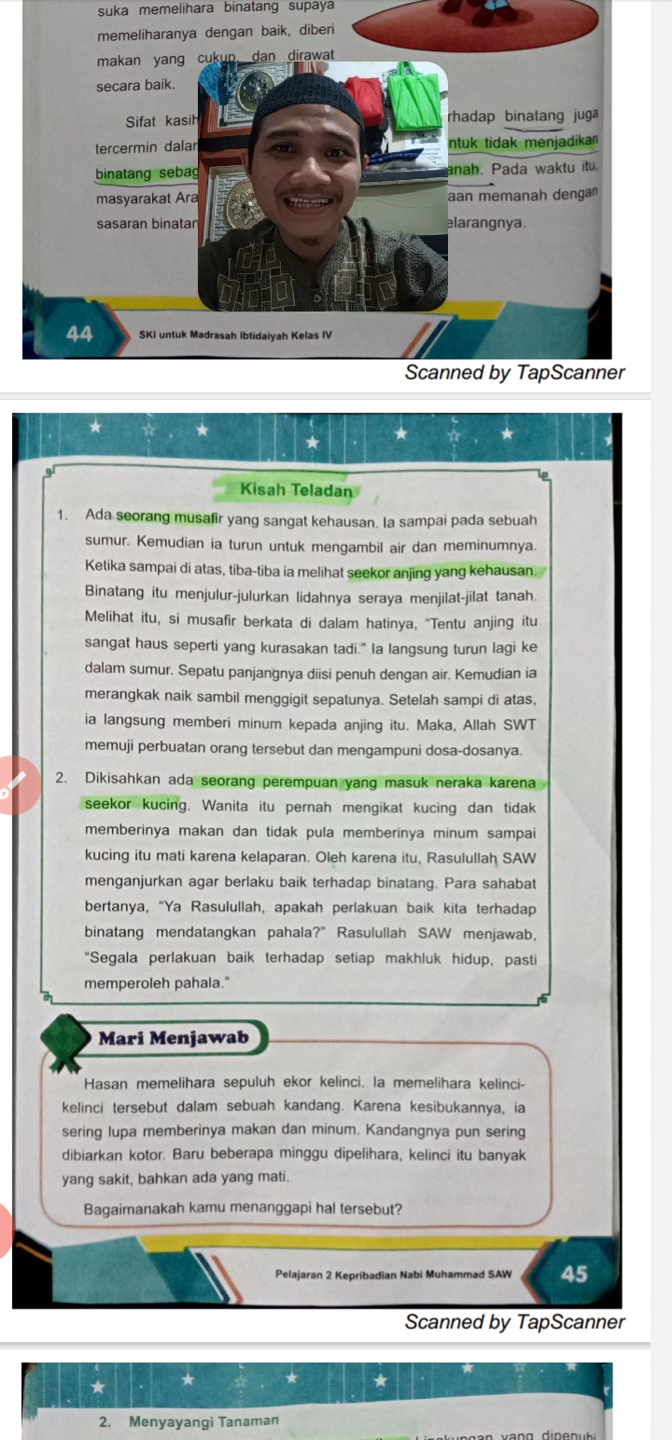 suka memelihara binatang supaya
memeliharanya dengan baik, diberi
makan yang cukup dan dirawat
secara baik.
Sifat kasih rhadap binatang juga
tercermin dalam ntuk tidak menjadikan
binatang sebag anah. Pada waktu itu,
masyarakat Ara aan memanah dengan
sasaran binatan elarangnya.
44 SKI untuk Madrasah Ibtidaiyah Kelas IV
Scanned by TapScanner
Kisah Teladan
1. Ada seorang musafir yang sangat kehausan. Ia sampai pada sebuah
sumur. Kemudian ia turun untuk mengambil air dan meminumnya.
Ketika sampai di atas, tiba-tiba ia melihat seekor anjing yang kehausan.
Binatang itu menjulur-julurkan lidahnya seraya menjilat-jilat tanah.
Melihat itu, si musafir berkata di dalam hatinya, "Tentu anjing itu
sangat haus seperti yang kurasakan tadi." Ia langsung turun lagi ke
dalam sumur. Sepatu panjangnya diisi penuh dengan air. Kemudian ia
merangkak naik sambil menggigit sepatunya. Setelah sampi di atas,
ia langsung memberi minum kepada anjing itu. Maka, Allah SWT
memuji perbuatan orang tersebut dan mengampuni dosa-dosanya.
2. Dikisahkan ada seorang perempuan yang masuk neraka karena
seekor kucing. Wanita itu pernah mengikat kucing dan tidak
memberinya makan dan tidak pula memberinya minum sampai
kucing itu mati karena kelaparan. Oleh karena itu, Rasulullah SAW
menganjurkan agar berlaku baik terhadap binatang. Para sahabat
bertanya, "Ya Rasulullah, apakah perlakuan baik kita terhadap
binatang mendatangkan pahala?" Rasulullah SAW menjawab,
"Segala perlakuan baik terhadap setiap makhluk hidup, pasti
memperoleh pahala."
Mari Menjawab
Hasan memelihara sepuluh ekor kelinci. Ia memelihara kelinci-
kelinci tersebut dalam sebuah kandang. Karena kesibukannya, ia
sering lupa memberinya makan dan minum. Kandangnya pun sering
dibiarkan kotor. Baru beberapa minggu dipelihara, kelinci itu banyak
yang sakit, bahkan ada yang mati.
Bagaimanakah kamu menanggapi hal tersebut?
Pelajaran 2 Kepribadian Nabi Muhammad SAW 45
Scanned by TapScanner
2. Menyayangi Tanaman
yang dipenuhi